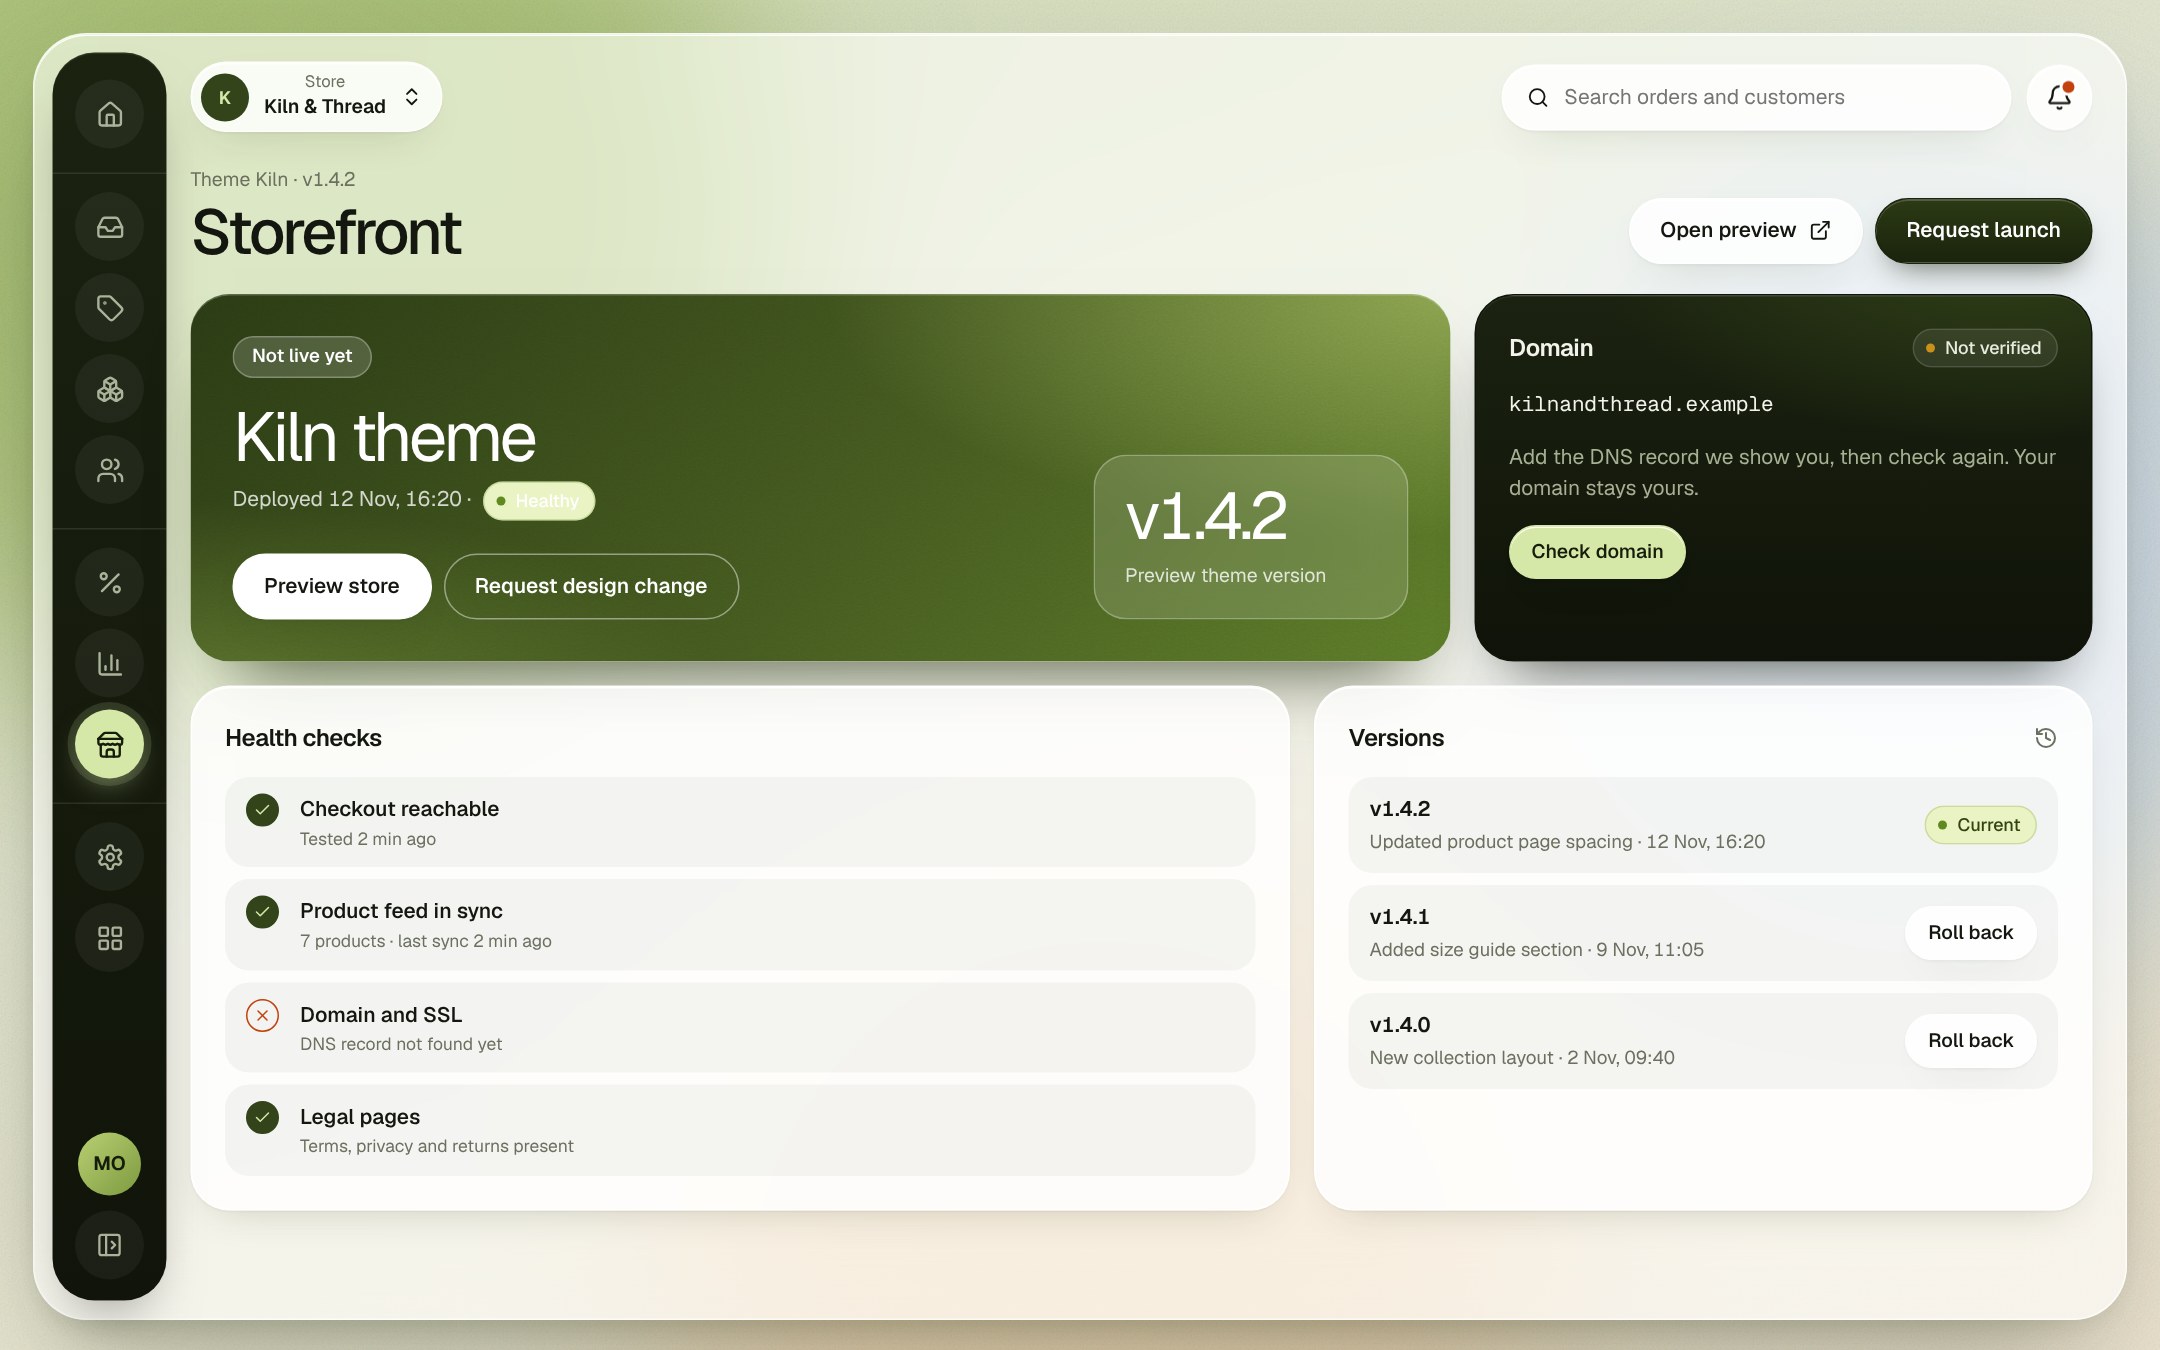 Store
K
Kiln & Thread
Search orders and customers
Theme Kiln · v1.4.2
Storefront
Open preview
Request launch
Not live yet
Kiln theme
Deployed 12 Nov, 16:20 ·
Healthy
Preview store
Request design change
v1.4.2
Preview theme version
Domain
Not verified
kilnandthread.example
Add the DNS record we show you, then check again. Your
domain stays yours.
Check domain
Health checks
Checkout reachable
Tested 2 min ago
Product feed in sync
7 products · last sync 2 min ago
Domain and SSL
DNS record not found yet
Legal pages
Terms, privacy and returns present
Versions
v1.4.2
Updated product page spacing · 12 Nov, 16:20
Current
v1.4.1
Added size guide section · 9 Nov, 11:05
Roll back
v1.4.0
New collection layout · 2 Nov, 09:40
Roll back
MO